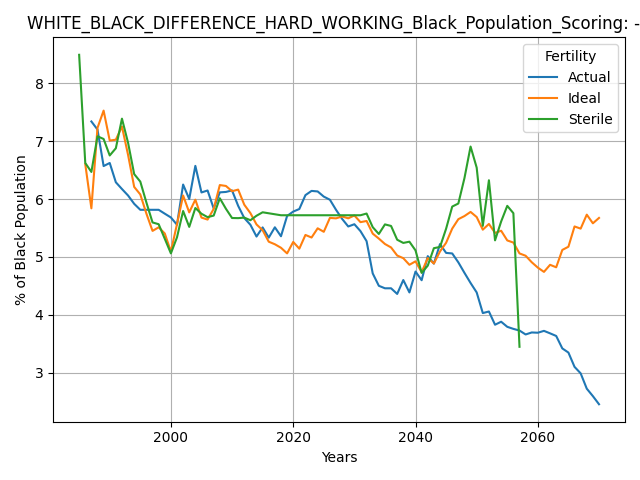 WHITE_BLACK_DIFFERENCE_HARD_WORKING_Black_Population_Scoring: -
Fertility
Actual
Ideal
Sterile
% of Black Population
8
7
6
5
4
3
2000
2020
2040
2060
Years